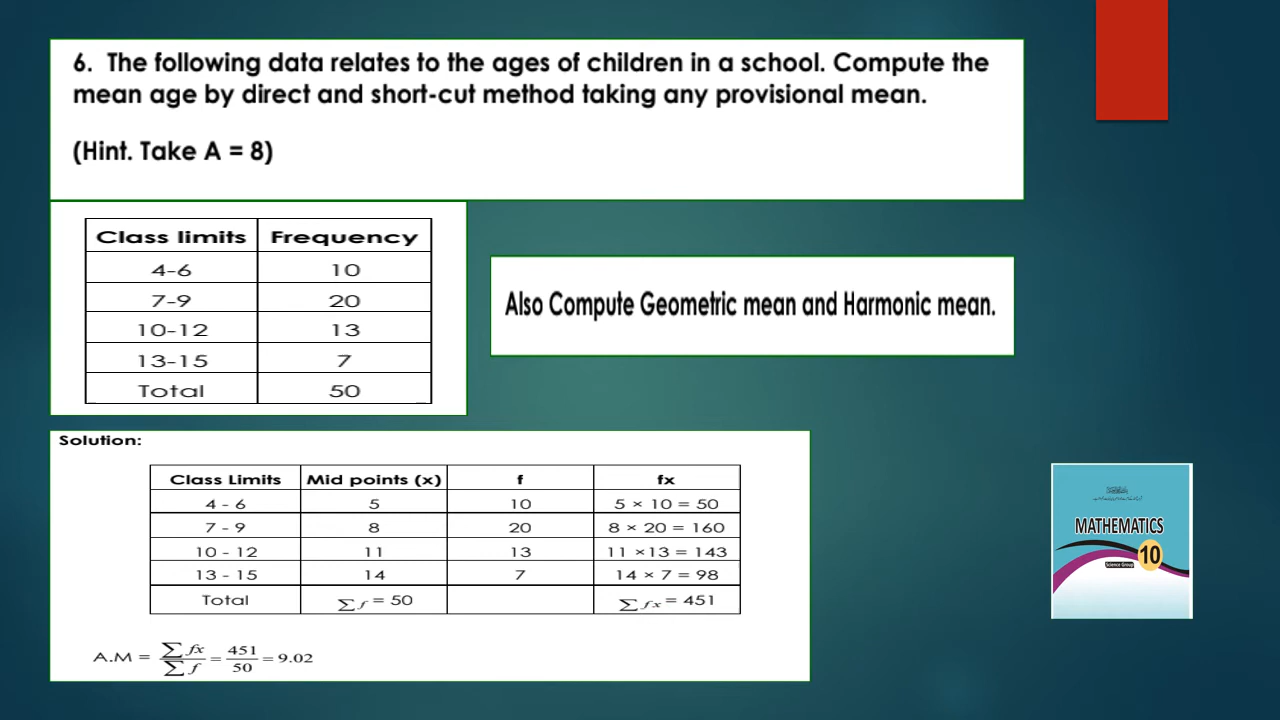 6. The following data relates to the ages of children in a school. Compute the
mean age by direct and short-cut method taking any provisional mean.
(Hint. Take A = 8)
Class limits Frequency
4-6 10
7-9 20
10-12 13
13-15 7
Total 50
Also Compute Geometric mean and Harmonic mean.
Solution:
Class Limits Mid points (x) f fx
4 - 6 5 10 5 × 10 = 50
7 - 9 8 20 8 × 20 = 160
10 - 12 11 13 11 ×13 = 143
13 - 15 14 7 14 × 7 = 98
Total ∑f = 50 ∑fx = 451
A.M = ∑fx / ∑f = 451 / 50 = 9.02
MATHEMATICS
10
Science Group